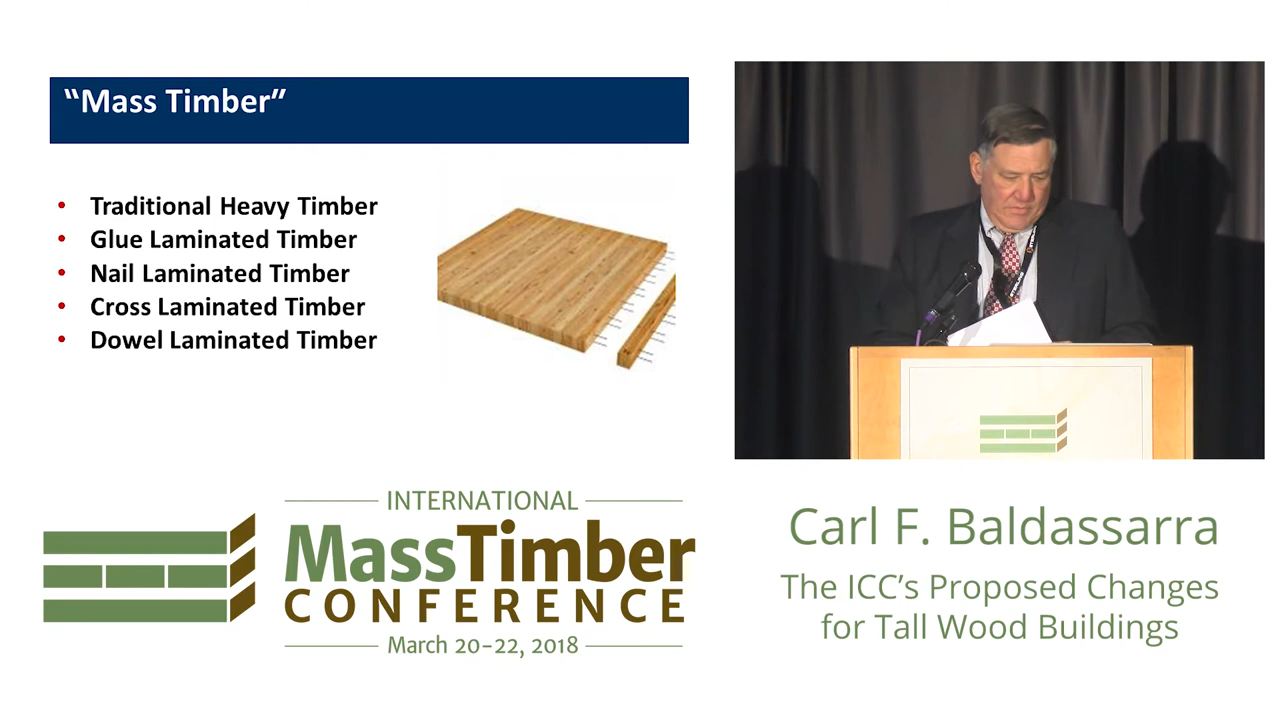 “Mass Timber”
• Traditional Heavy Timber
• Glue Laminated Timber
• Nail Laminated Timber
• Cross Laminated Timber
• Dowel Laminated Timber
INTERNATIONAL
MassTimber
CONFERENCE
March 20–22, 2018
Carl F. Baldassarra
The ICC’s Proposed Changes
for Tall Wood Buildings